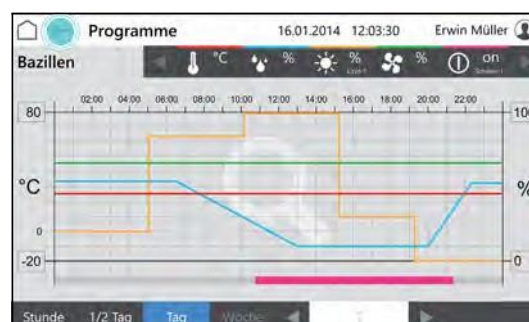 Programme 16.01.2014 12:03:30 Erwin Müller
Bazillen °C % % % on
02:00 04:00 06:00 08:00 10:00 12:00 14:00 16:00 18:00 20:00 22:00
80 100
°C %
0
-20 0
Stunde 1/2 Tag Tag Woche